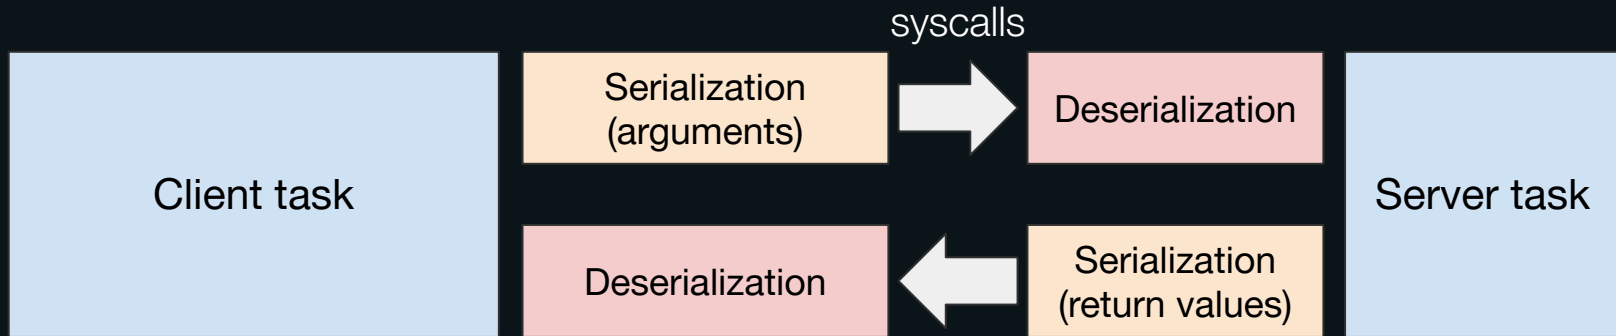 syscalls
Client task
Serialization
(arguments)
Deserialization
Server task
Deserialization
Serialization
(return values)